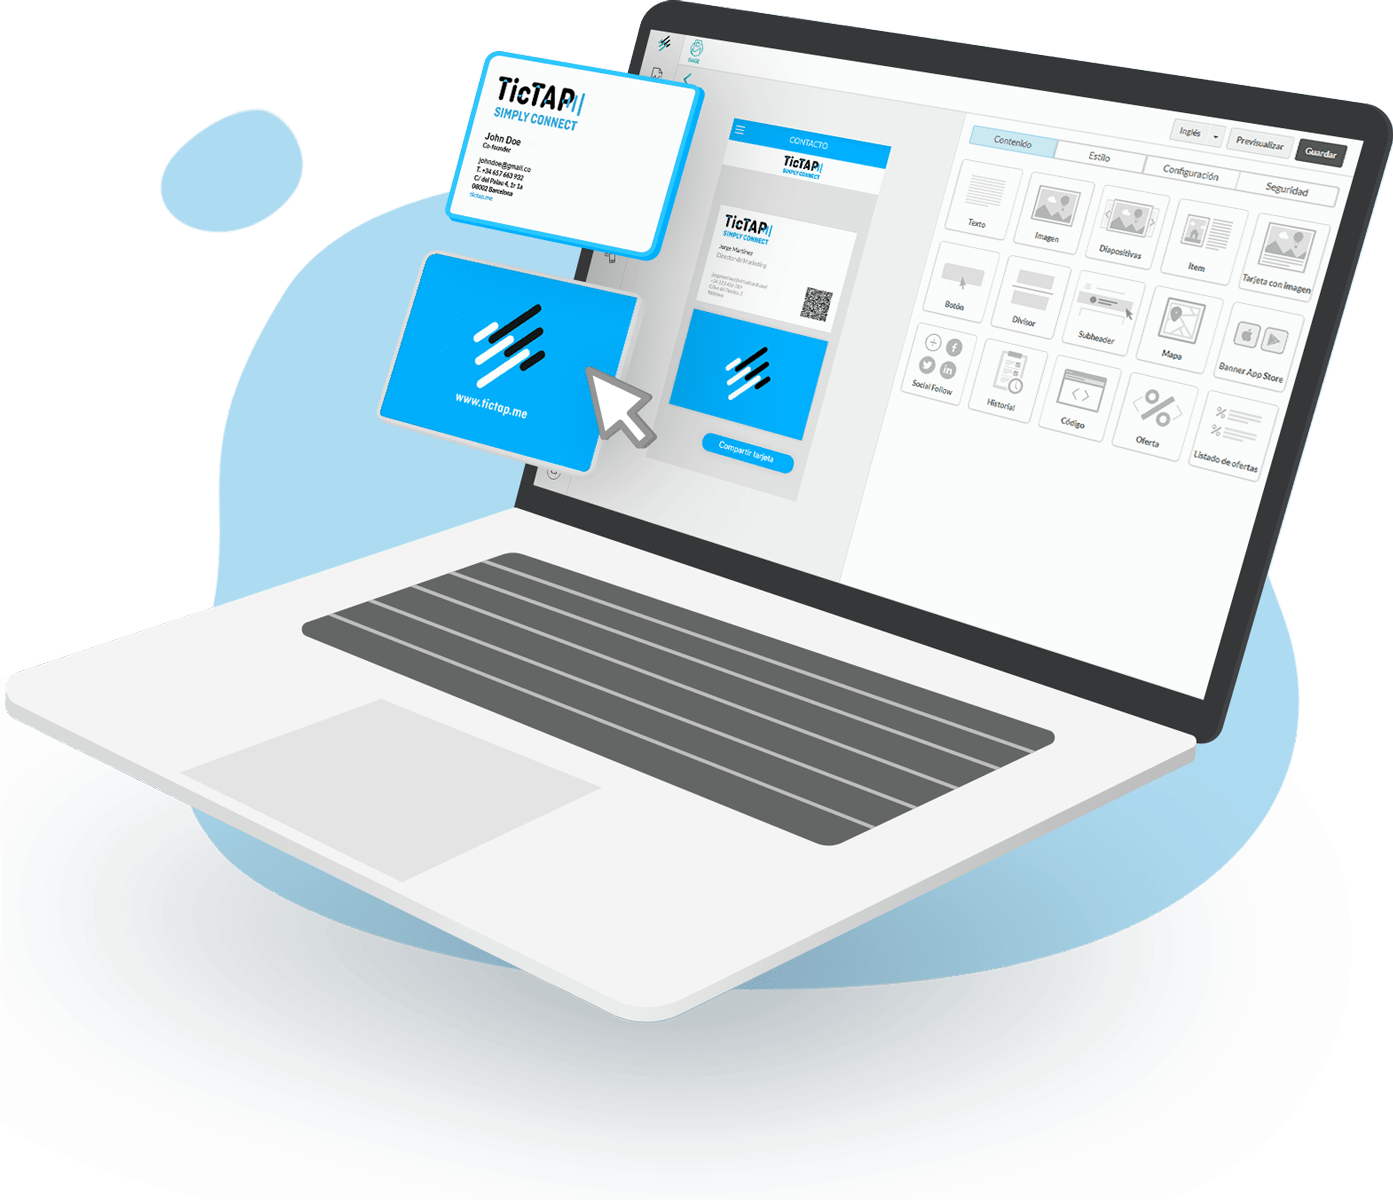 TicTAP
SIMPLY CONNECT
John Doe
Co-founder
johndoe@gmail.co
T. +34 657 663 932
C/ del Palau 4, 1r 1a
08002 Barcelona
tictap.me
www.tictap.me
CONTACTO
TicTAP
SIMPLY CONNECT
TicTAP
SIMPLY CONNECT
Jorge Martínez
Director de Marketing
Compartir tarjeta
Inglés
Previsualizar
Guardar
Contenido
Estilo
Configuración
Seguridad
Texto
Imagen
Diapositivas
Item
Tarjeta con Imagen
Botón
Divisor
Subheader
Mapa
Banner App Store
Social Follow
Historial
Código
Oferta
Listado de ofertas